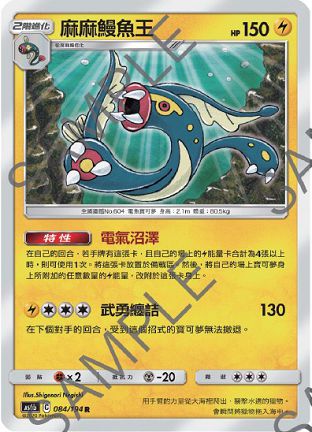 2階進化
麻麻鰻魚王
HP 150
從麻麻鰻進化
全國圖鑑No.604 電魚寶可夢 身高:2.1m 體重:80.5kg
特性 電氣沼澤
在自己的回合,若手牌有這張卡,且自己的場上的能量卡合計為4張以上
時,則可使用1次。將這張卡放置於備戰區。然後,將自己的場上寶可夢身
上所附加的任意數量的能量,改附於這張卡身上。
武勇纏詰 130
在下個對手的回合,受到這個招式的寶可夢無法撤退。
弱點 ×2
抵抗力 -20
撤退
Illus. Shigenori Negishi
G 084/194 R
用手臂的力量從大海爬上岸來。襲擊水邊的獵物,
會瞬間將獵物拖入海中。
SAMPLE
SAMPLE
SAMPLE